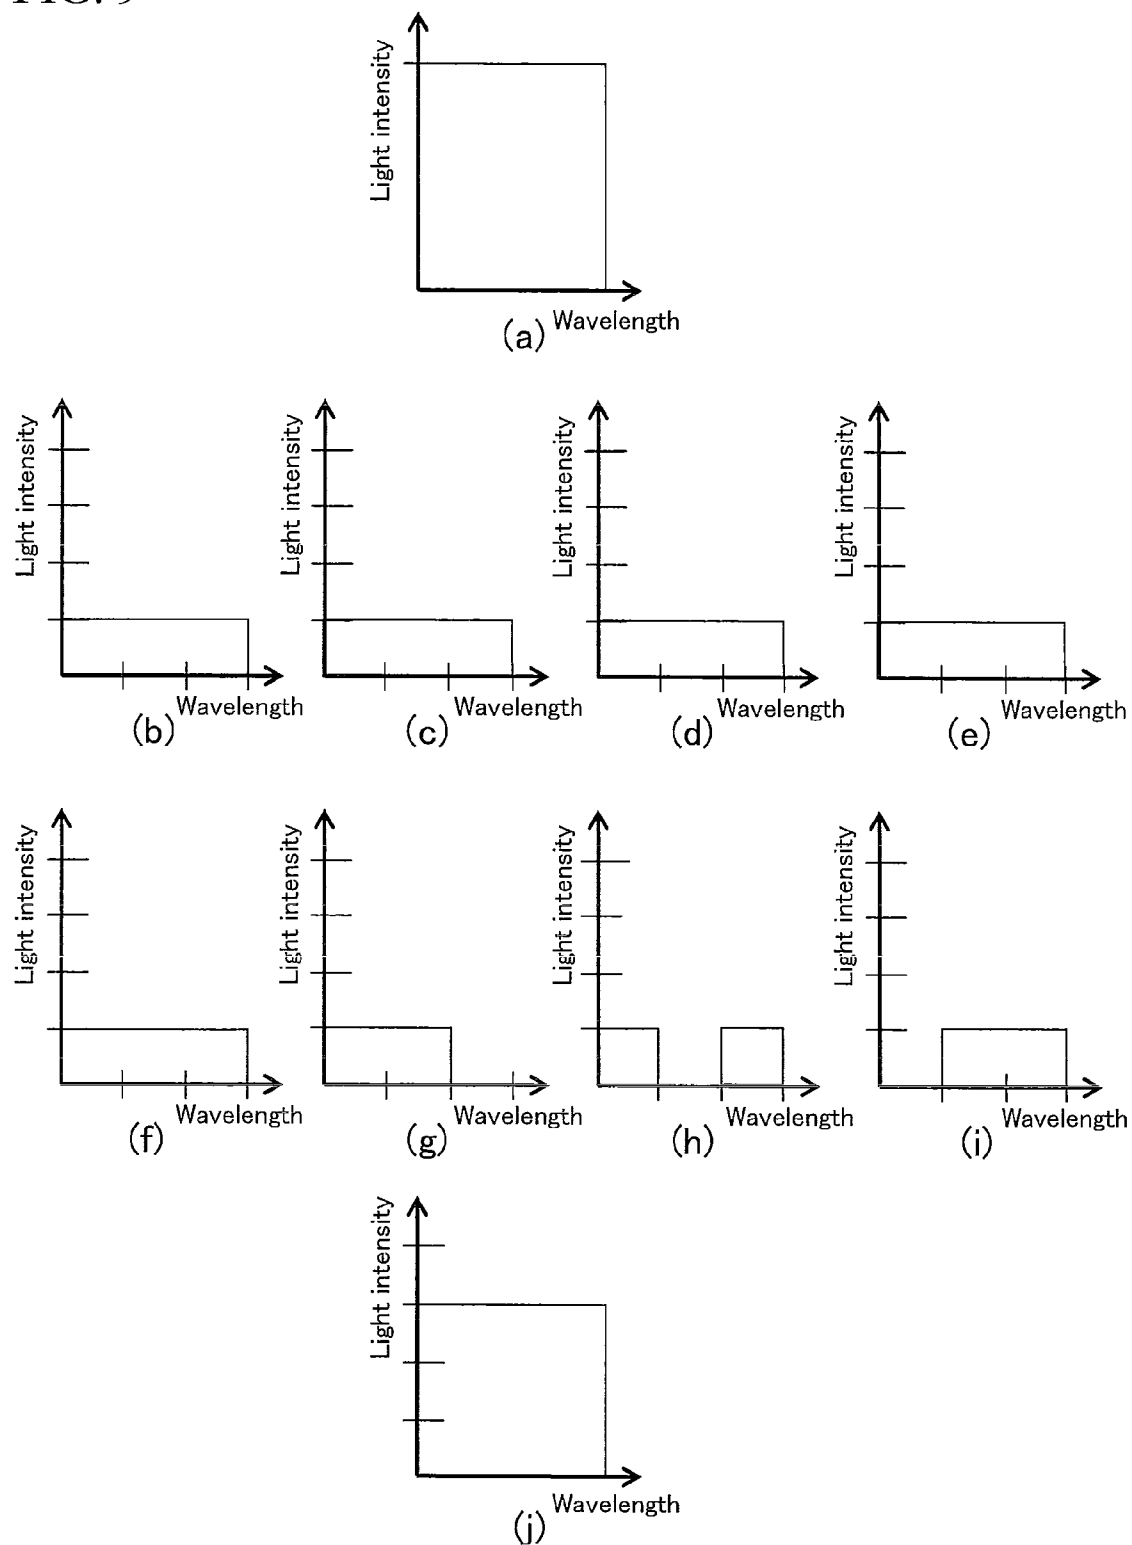 Light intensity
Wavelength
(a)
Light intensity
Wavelength
(b)
Light intensity
Wavelength
(c)
Light intensity
Wavelength
(d)
Light intensity
Wavelength
(e)
Light intensity
Wavelength
(f)
Light intensity
Wavelength
(g)
Light intensity
Wavelength
(h)
Light intensity
Wavelength
(i)
Light intensity
Wavelength
(j)